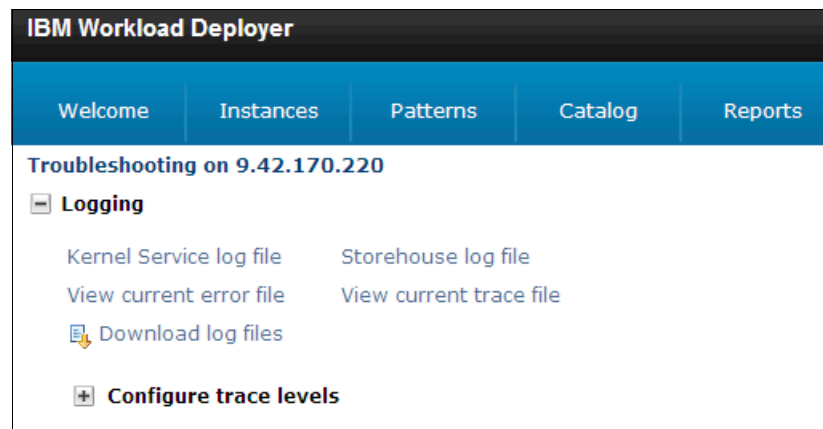 IBM Workload Deployer
Welcome Instances Patterns Catalog Reports
Troubleshooting on 9.42.170.220
Logging
Kernel Service log file Storehouse log file
View current error file View current trace file
Download log files
Configure trace levels